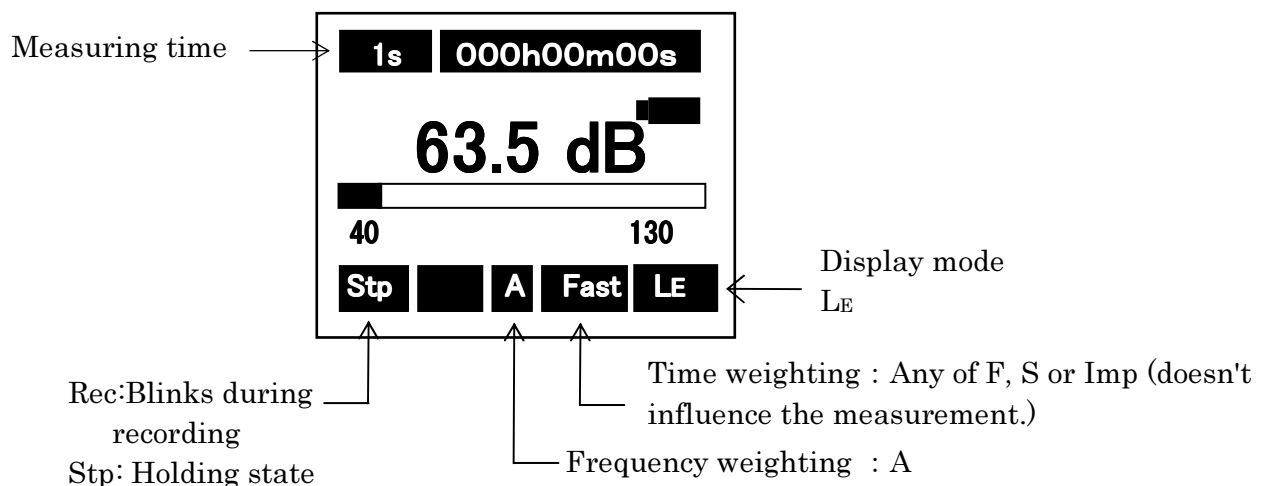 Measuring time
1s 000h00m00s
63.5 dB
40 130
Stp A Fast LE
Display mode
LE
Time weighting : Any of F, S or Imp (doesn't
influence the measurement.)
Rec:Blinks during
recording
Stp: Holding state
Frequency weighting : A